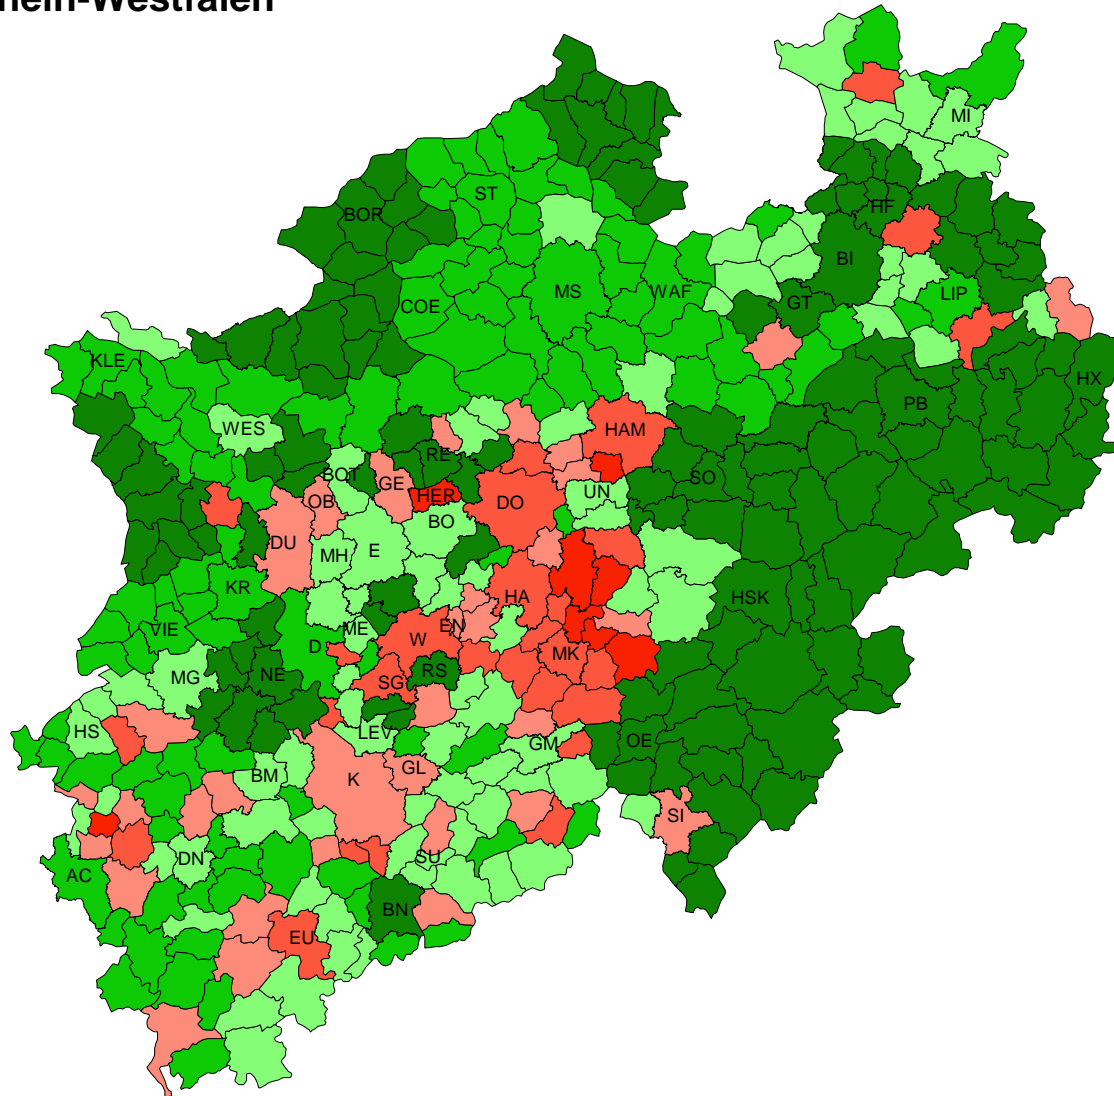 hein-Westfalen
MI
ST
HF
BOR
BI
MS
WAF
LIP
COE
GT
KLE
HX
PB
WES
HAM
RE
BOT
SO
GE
UN
OB
HER
DO
BO
DU
MH
E
KR
HA
HSK
VIE
ME
EN
W
D
MK
RS
MG
NE
SG
HS
LEV
OE
GM
GL
BM
K
SI
DN
SU
AC
BN
EU